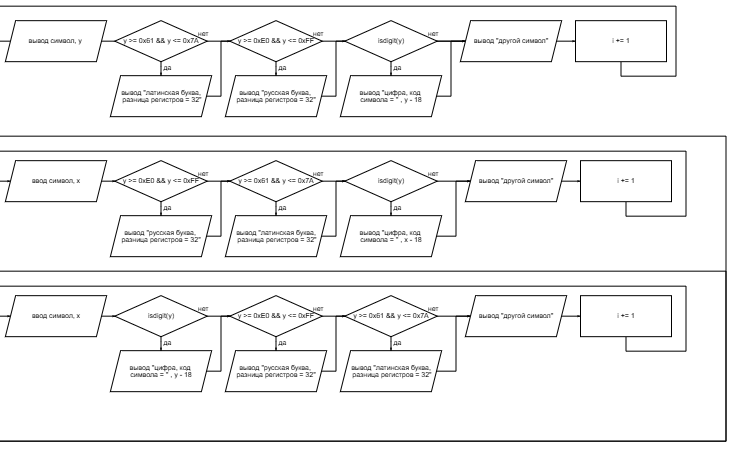 вывод символ, y
y >= 0x61 && y <= 0x7A
нет
y >= 0xE0 && y <= 0xFF
нет
isdigit(y)
нет
вывод "другой символ"
i += 1
да
да
да
вывод "латинская буква,
разница регистров = 32"
вывод "русская буква,
разница регистров = 32"
вывод "цифра, код
символа = " , y - 18
ввод символ, x
y >= 0xE0 && y <= 0xFF
нет
y >= 0x61 && y <= 0x7A
нет
isdigit(y)
нет
вывод "другой символ"
i += 1
да
да
да
вывод "русская буква,
разница регистров = 32"
вывод "латинская буква,
разница регистров = 32"
вывод "цифра, код
символа = " , x - 18
ввод символ, x
isdigit(y)
нет
y >= 0xE0 && y <= 0xFF
нет
y >= 0x61 && y <= 0x7A
нет
вывод "другой символ"
i += 1
да
да
да
вывод "цифра, код
символа = " , y - 18
вывод "русская буква,
разница регистров = 32"
вывод "латинская буква,
разница регистров = 32"